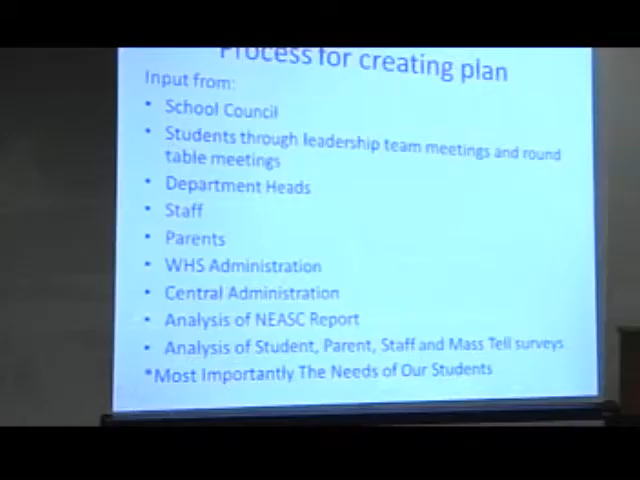 Process for creating plan
Input from:
• School Council
• Students through leadership team meetings and round
table meetings
• Department Heads
• Staff
• Parents
• WHS Administration
• Central Administration
• Analysis of NEASC Report
• Analysis of Student, Parent, Staff and Mass Tell surveys
*Most Importantly The Needs of Our Students